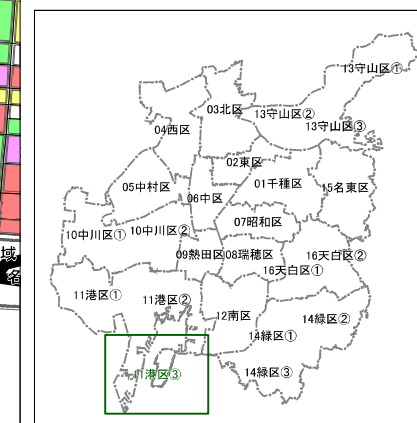 13守山区①
03北区
13守山区②
13守山区③
04西区
02東区
05中村区
01千種区
15名東区
06中区
07昭和区
10中川区①
10中川区②
09熱田区
08瑞穂区
16天白区②
16天白区①
11港区①
11港区②
12南区
14緑区②
14緑区①
14緑区③
11港区③
域
名